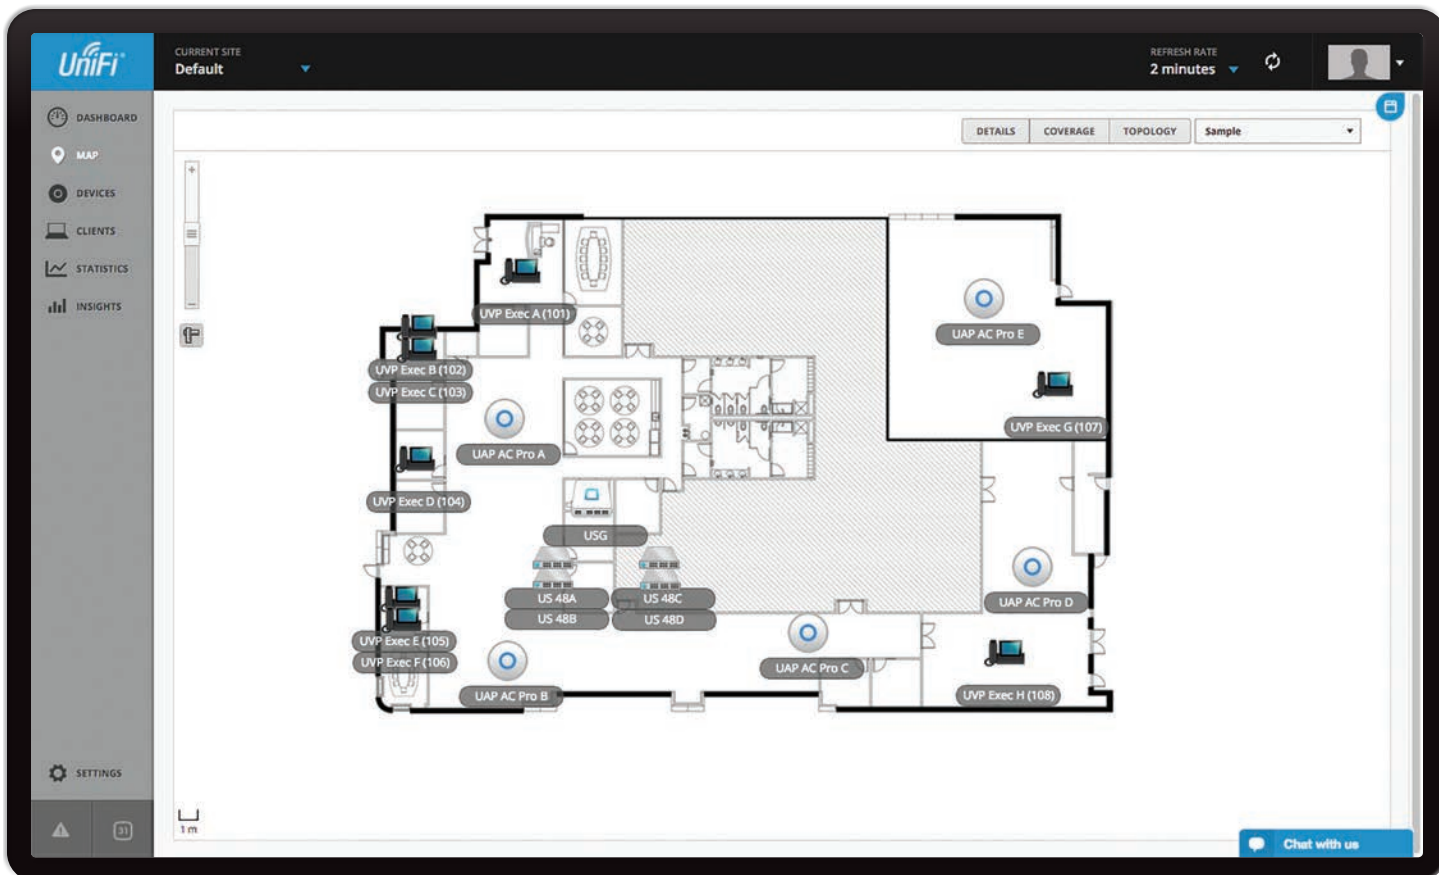 UniFi
CURRENT SITE
Default
REFRESH RATE
2 minutes
DASHBOARD
MAP
DEVICES
CLIENTS
STATISTICS
INSIGHTS
SETTINGS
31
DETAILS
COVERAGE
TOPOLOGY
Sample
+
−
UVP Exec A (101)
UAP AC Pro E
UVP Exec B (102)
UVP Exec C (103)
UVP Exec G (107)
UAP AC Pro A
UVP Exec D (104)
USG
US 48A
US 48C
US 48B
US 48D
UAP AC Pro D
UVP Exec E (105)
UVP Exec F (106)
UAP AC Pro C
UAP AC Pro B
UVP Exec H (108)
1 m
Chat with us